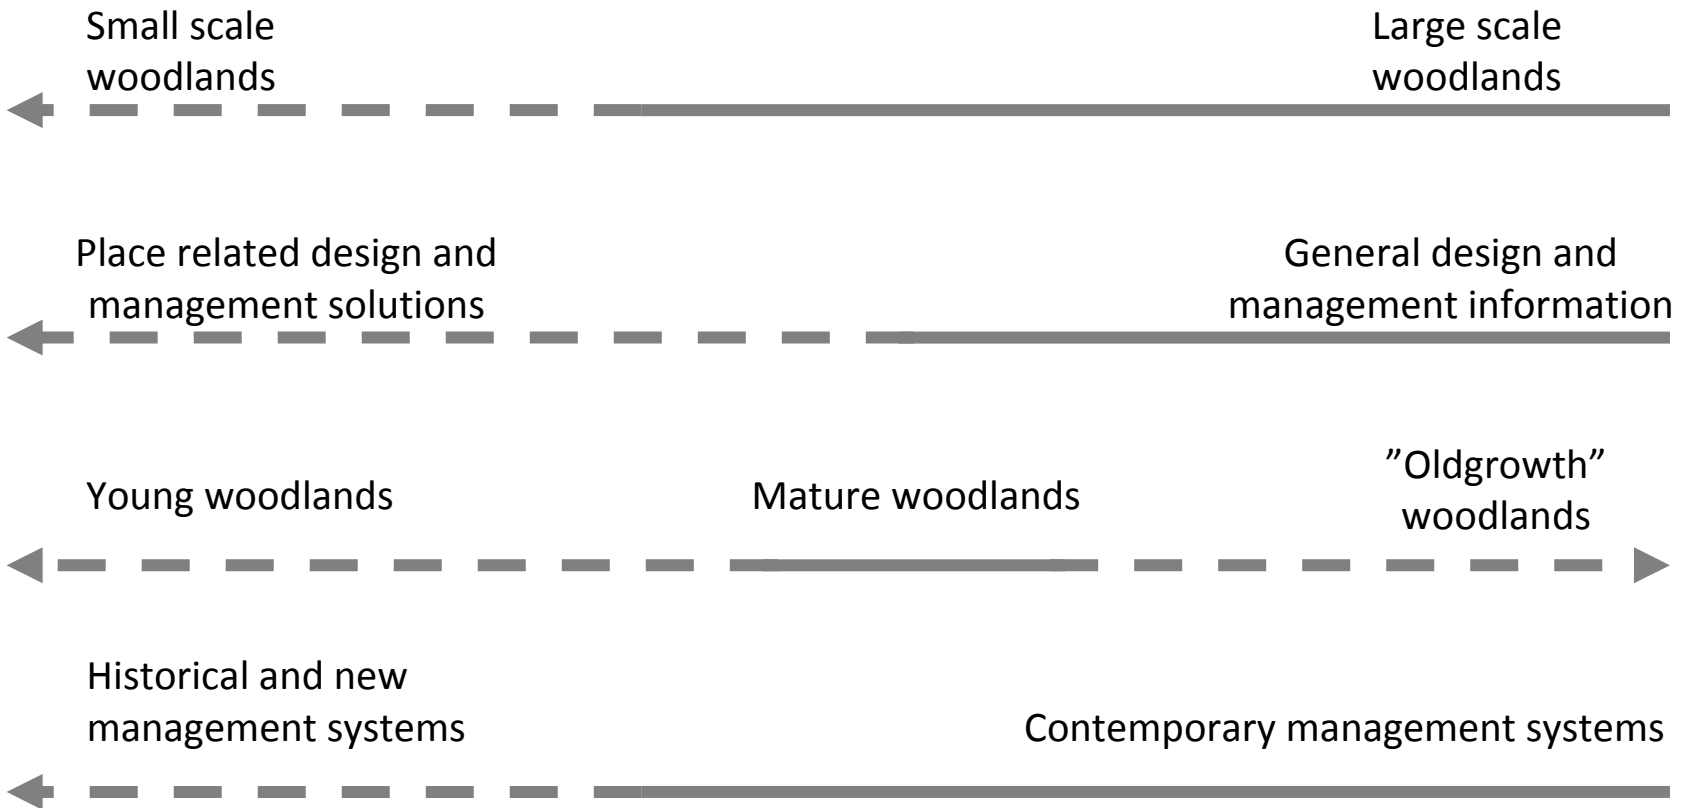 Small scale
woodlands
Large scale
woodlands
Place related design and
management solutions
General design and
management information
Young woodlands
Mature woodlands
”Oldgrowth”
woodlands
Historical and new
management systems
Contemporary management systems